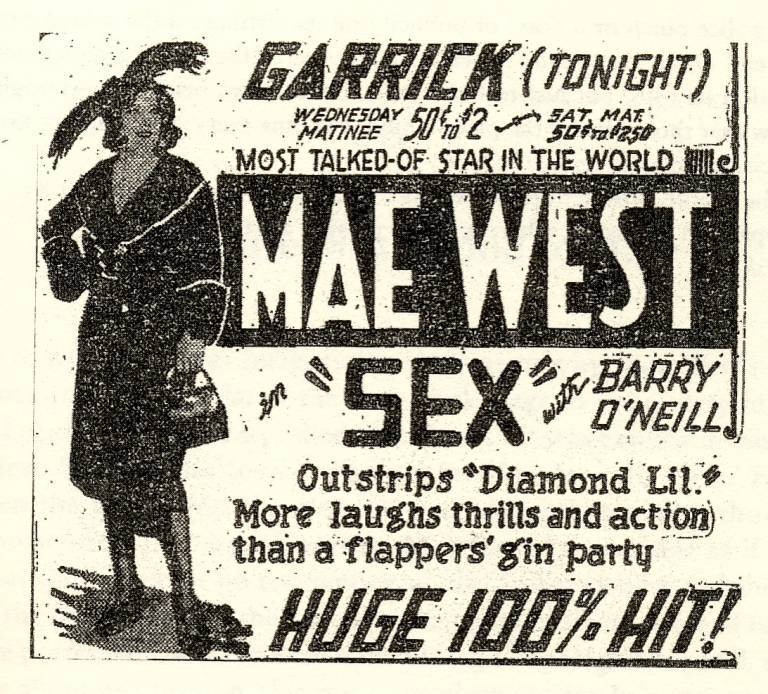 GARRICK (TONIGHT)
WEDNESDAY MATINEE 50¢ TO $2 SAT. MAT. 50¢ TO $2.50
MOST TALKED-OF STAR IN THE WORLD
MAE WEST
in "SEX" with BARRY O'NEILL
Outstrips "Diamond Lil."
More laughs thrills and action
than a flappers' gin party
HUGE 100% HIT!